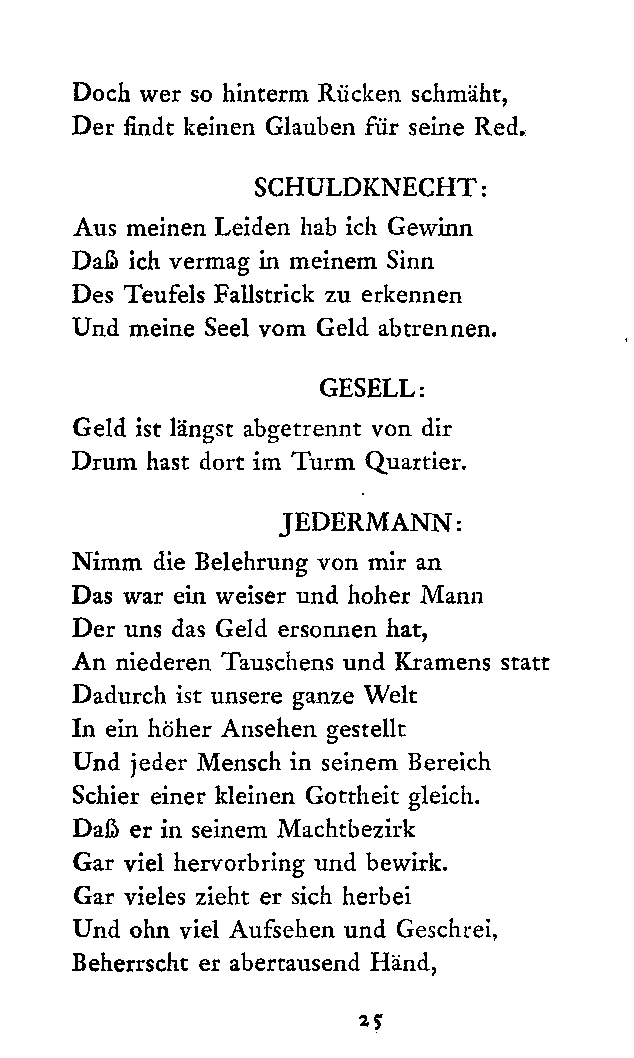 Doch wer so hinterm Rücken schmäht,
Der findt keinen Glauben für seine Red.
SCHULDKNECHT:
Aus meinen Leiden hab ich Gewinn
Daß ich vermag in meinem Sinn
Des Teufels Fallstrick zu erkennen
Und meine Seel vom Geld abtrennen.
GESELL:
Geld ist längst abgetrennt von dir
Drum hast dort im Turm Quartier.
JEDERMANN:
Nimm die Belehrung von mir an
Das war ein weiser und hoher Mann
Der uns das Geld ersonnen hat,
An niederen Tauschens und Kramens statt
Dadurch ist unsere ganze Welt
In ein höher Ansehen gestellt
Und jeder Mensch in seinem Bereich
Schier einer kleinen Gottheit gleich.
Daß er in seinem Machtbezirk
Gar viel hervorbring und bewirk.
Gar vieles zieht er sich herbei
Und ohn viel Aufsehen und Geschrei,
Beherrscht er abertausend Händ,
25